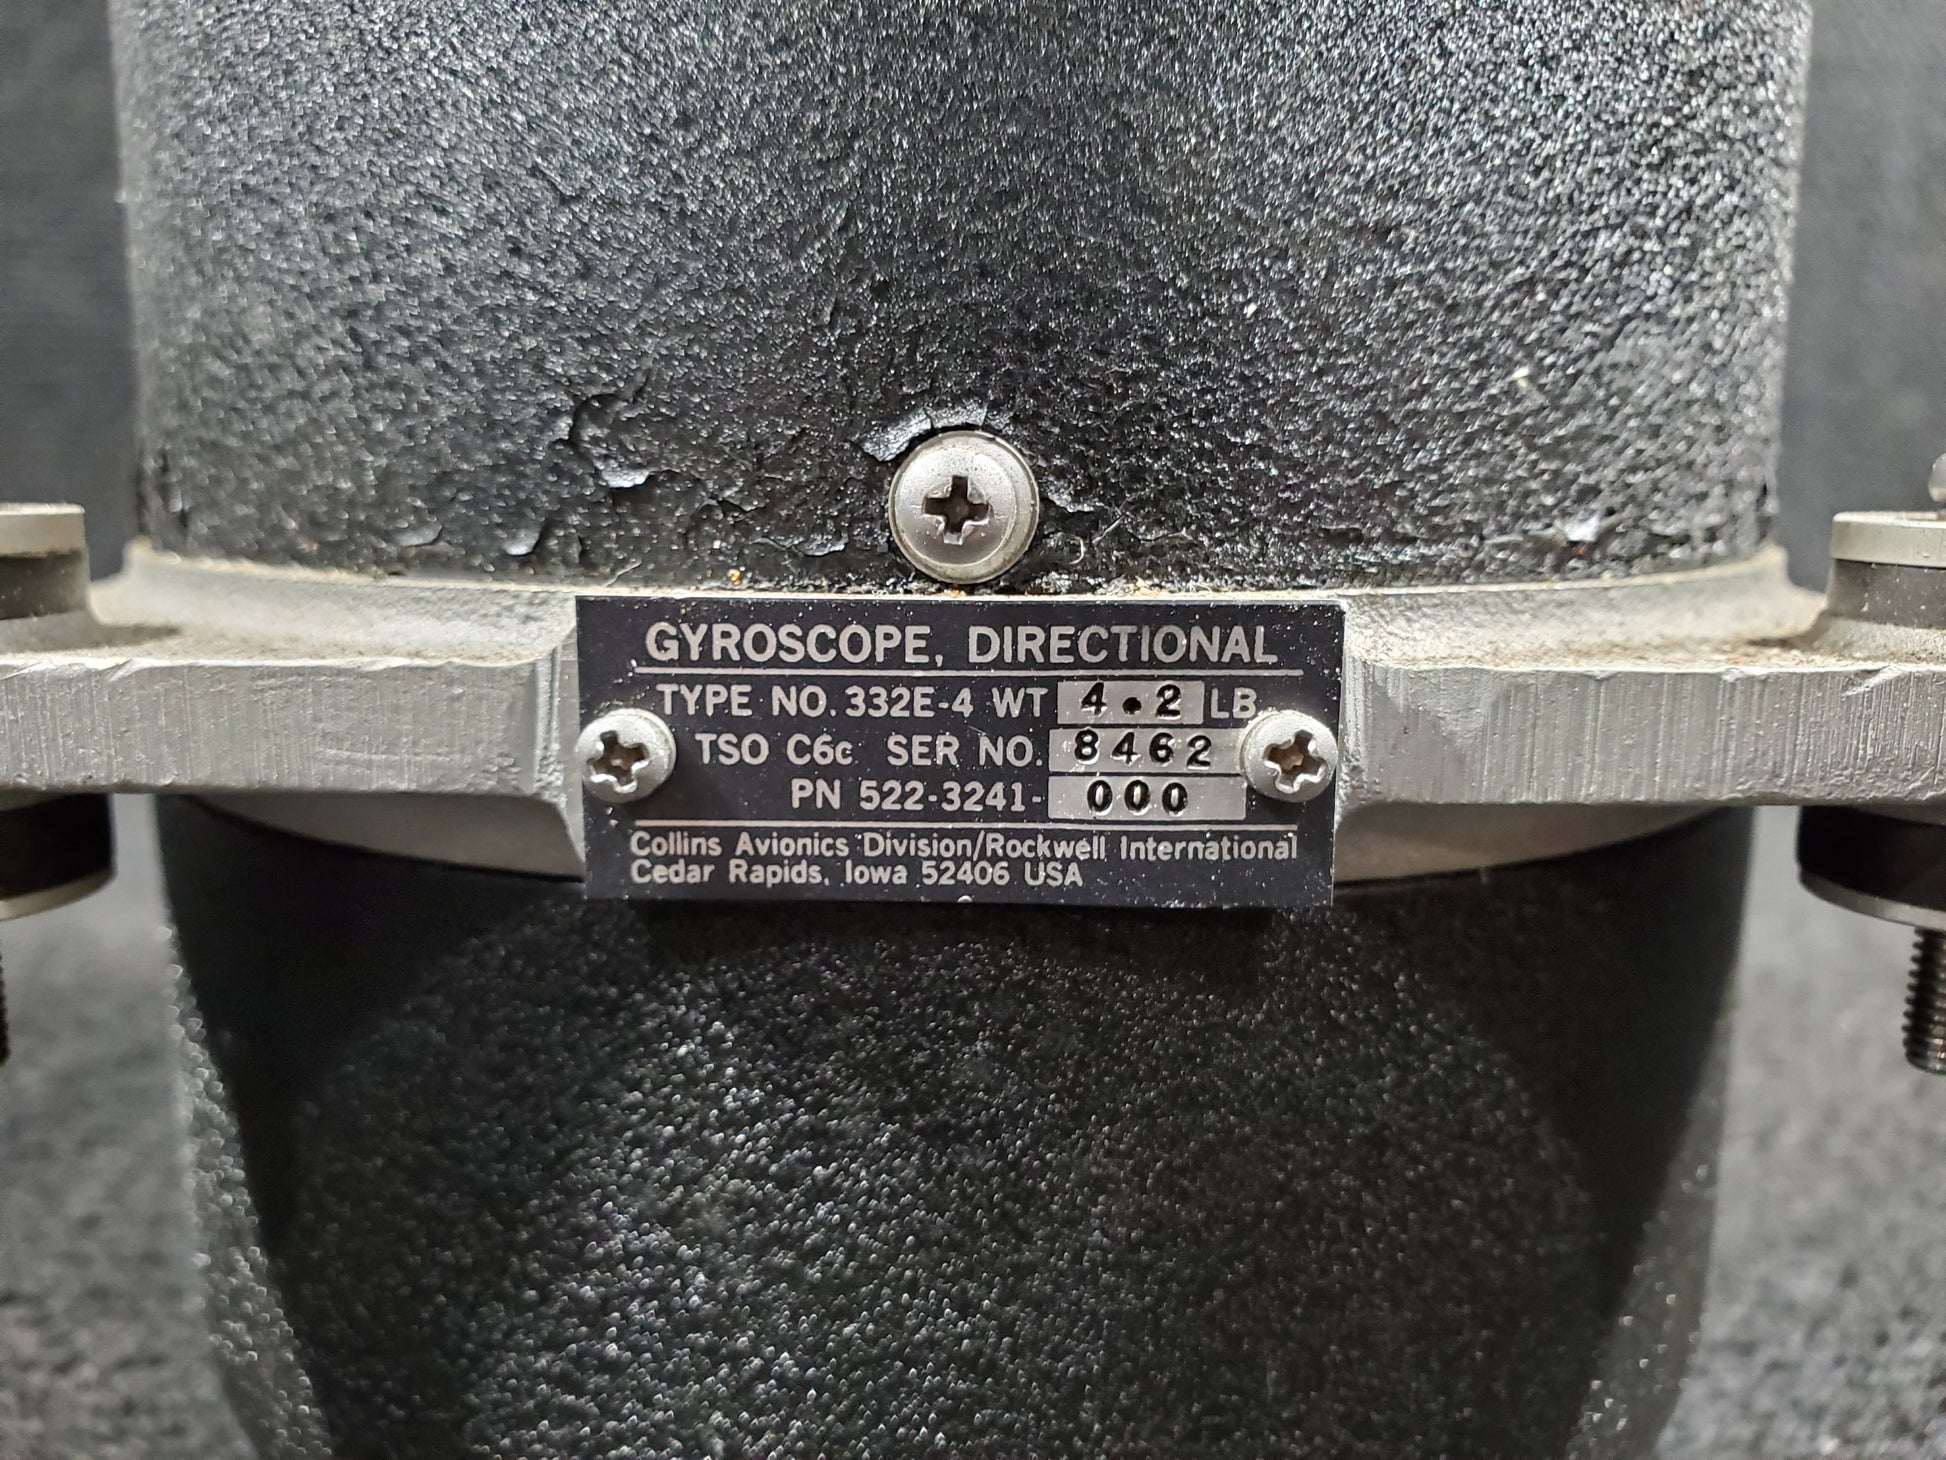 GYROSCOPE, DIRECTIONAL
TYPE NO. 332E-4 WT 4.2 LB.
TSO C6c SER NO. 8462
PN 522-3241-000
Collins Avionics Division/Rockwell International
Cedar Rapids, Iowa 52406 USA